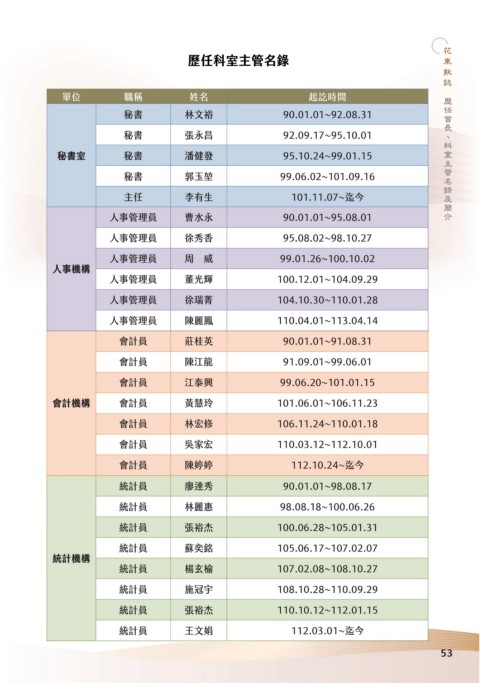 歷任科室主管名錄
單位 職稱 姓名 起訖時間
秘書室
秘書 林文裕 90.01.01~92.08.31
秘書 張永昌 92.09.17~95.10.01
秘書 潘健發 95.10.24~99.01.15
秘書 郭玉堃 99.06.02~101.09.16
主任 李有生 101.11.07~迄今
人事機構
人事管理員 曹水永 90.01.01~95.08.01
人事管理員 徐秀香 95.08.02~98.10.27
人事管理員 周　威 99.01.26~100.10.02
人事管理員 董光輝 100.12.01~104.09.29
人事管理員 徐瑞菁 104.10.30~110.01.28
人事管理員 陳麗鳳 110.04.01~113.04.14
會計機構
會計員 莊桂英 90.01.01~91.08.31
會計員 陳江龍 91.09.01~99.06.01
會計員 江泰興 99.06.20~101.01.15
會計員 黃慧玲 101.06.01~106.11.23
會計員 林宏修 106.11.24~110.01.18
會計員 吳家宏 110.03.12~112.10.01
會計員 陳婷婷 112.10.24~迄今
統計機構
統計員 廖達秀 90.01.01~98.08.17
統計員 林麗惠 98.08.18~100.06.26
統計員 張裕杰 100.06.28~105.01.31
統計員 蘇奕銘 105.06.17~107.02.07
統計員 楊玄榆 107.02.08~108.10.27
統計員 施冠宇 108.10.28~110.09.29
統計員 張裕杰 110.10.12~112.01.15
統計員 王文娟 112.03.01~迄今
花東執誌
歷任首長、科室主管名錄及簡介
53